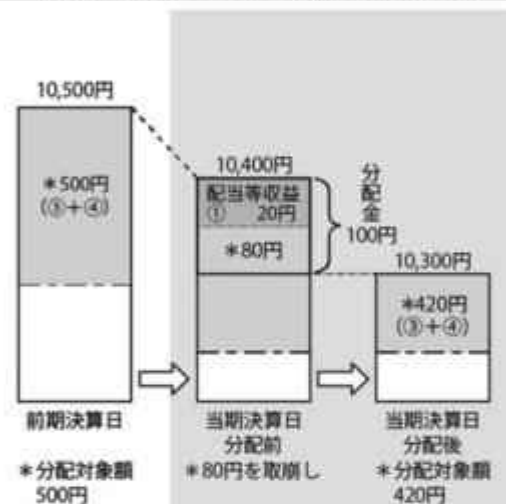 10,500円
*500円
(③+④)
前期決算日
*分配対象額
500円
10,400円
配当等収益
① 20円
*80円
分配金
100円
当期決算日
分配前
*80円を取崩し
10,300円
*420円
(③+④)
当期決算日
分配後
*分配対象額
420円